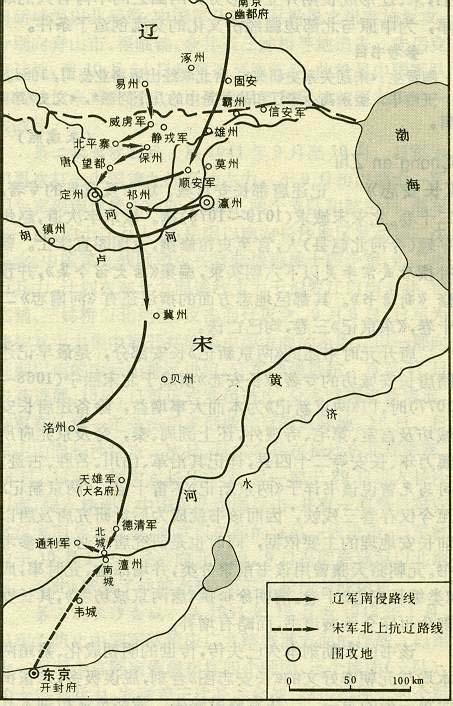 南京
幽都府
辽
涿州
易州
固安
霸州
信安军
渤
海
威虏军
静戎军
雄州
北平寨
保州
唐
望都
莫州
顺安军
定州
祁州
瀛州
河
胡
镇州
卢
河
冀州
宋
贝州
黄
济
洺州
天雄军
(大名府)
河
水
德清军
通利军
北
城
南
城
澶州
韦城
东京
开封府
辽军南侵路线
宋军北上抗辽路线
围攻地
0 50 100 km